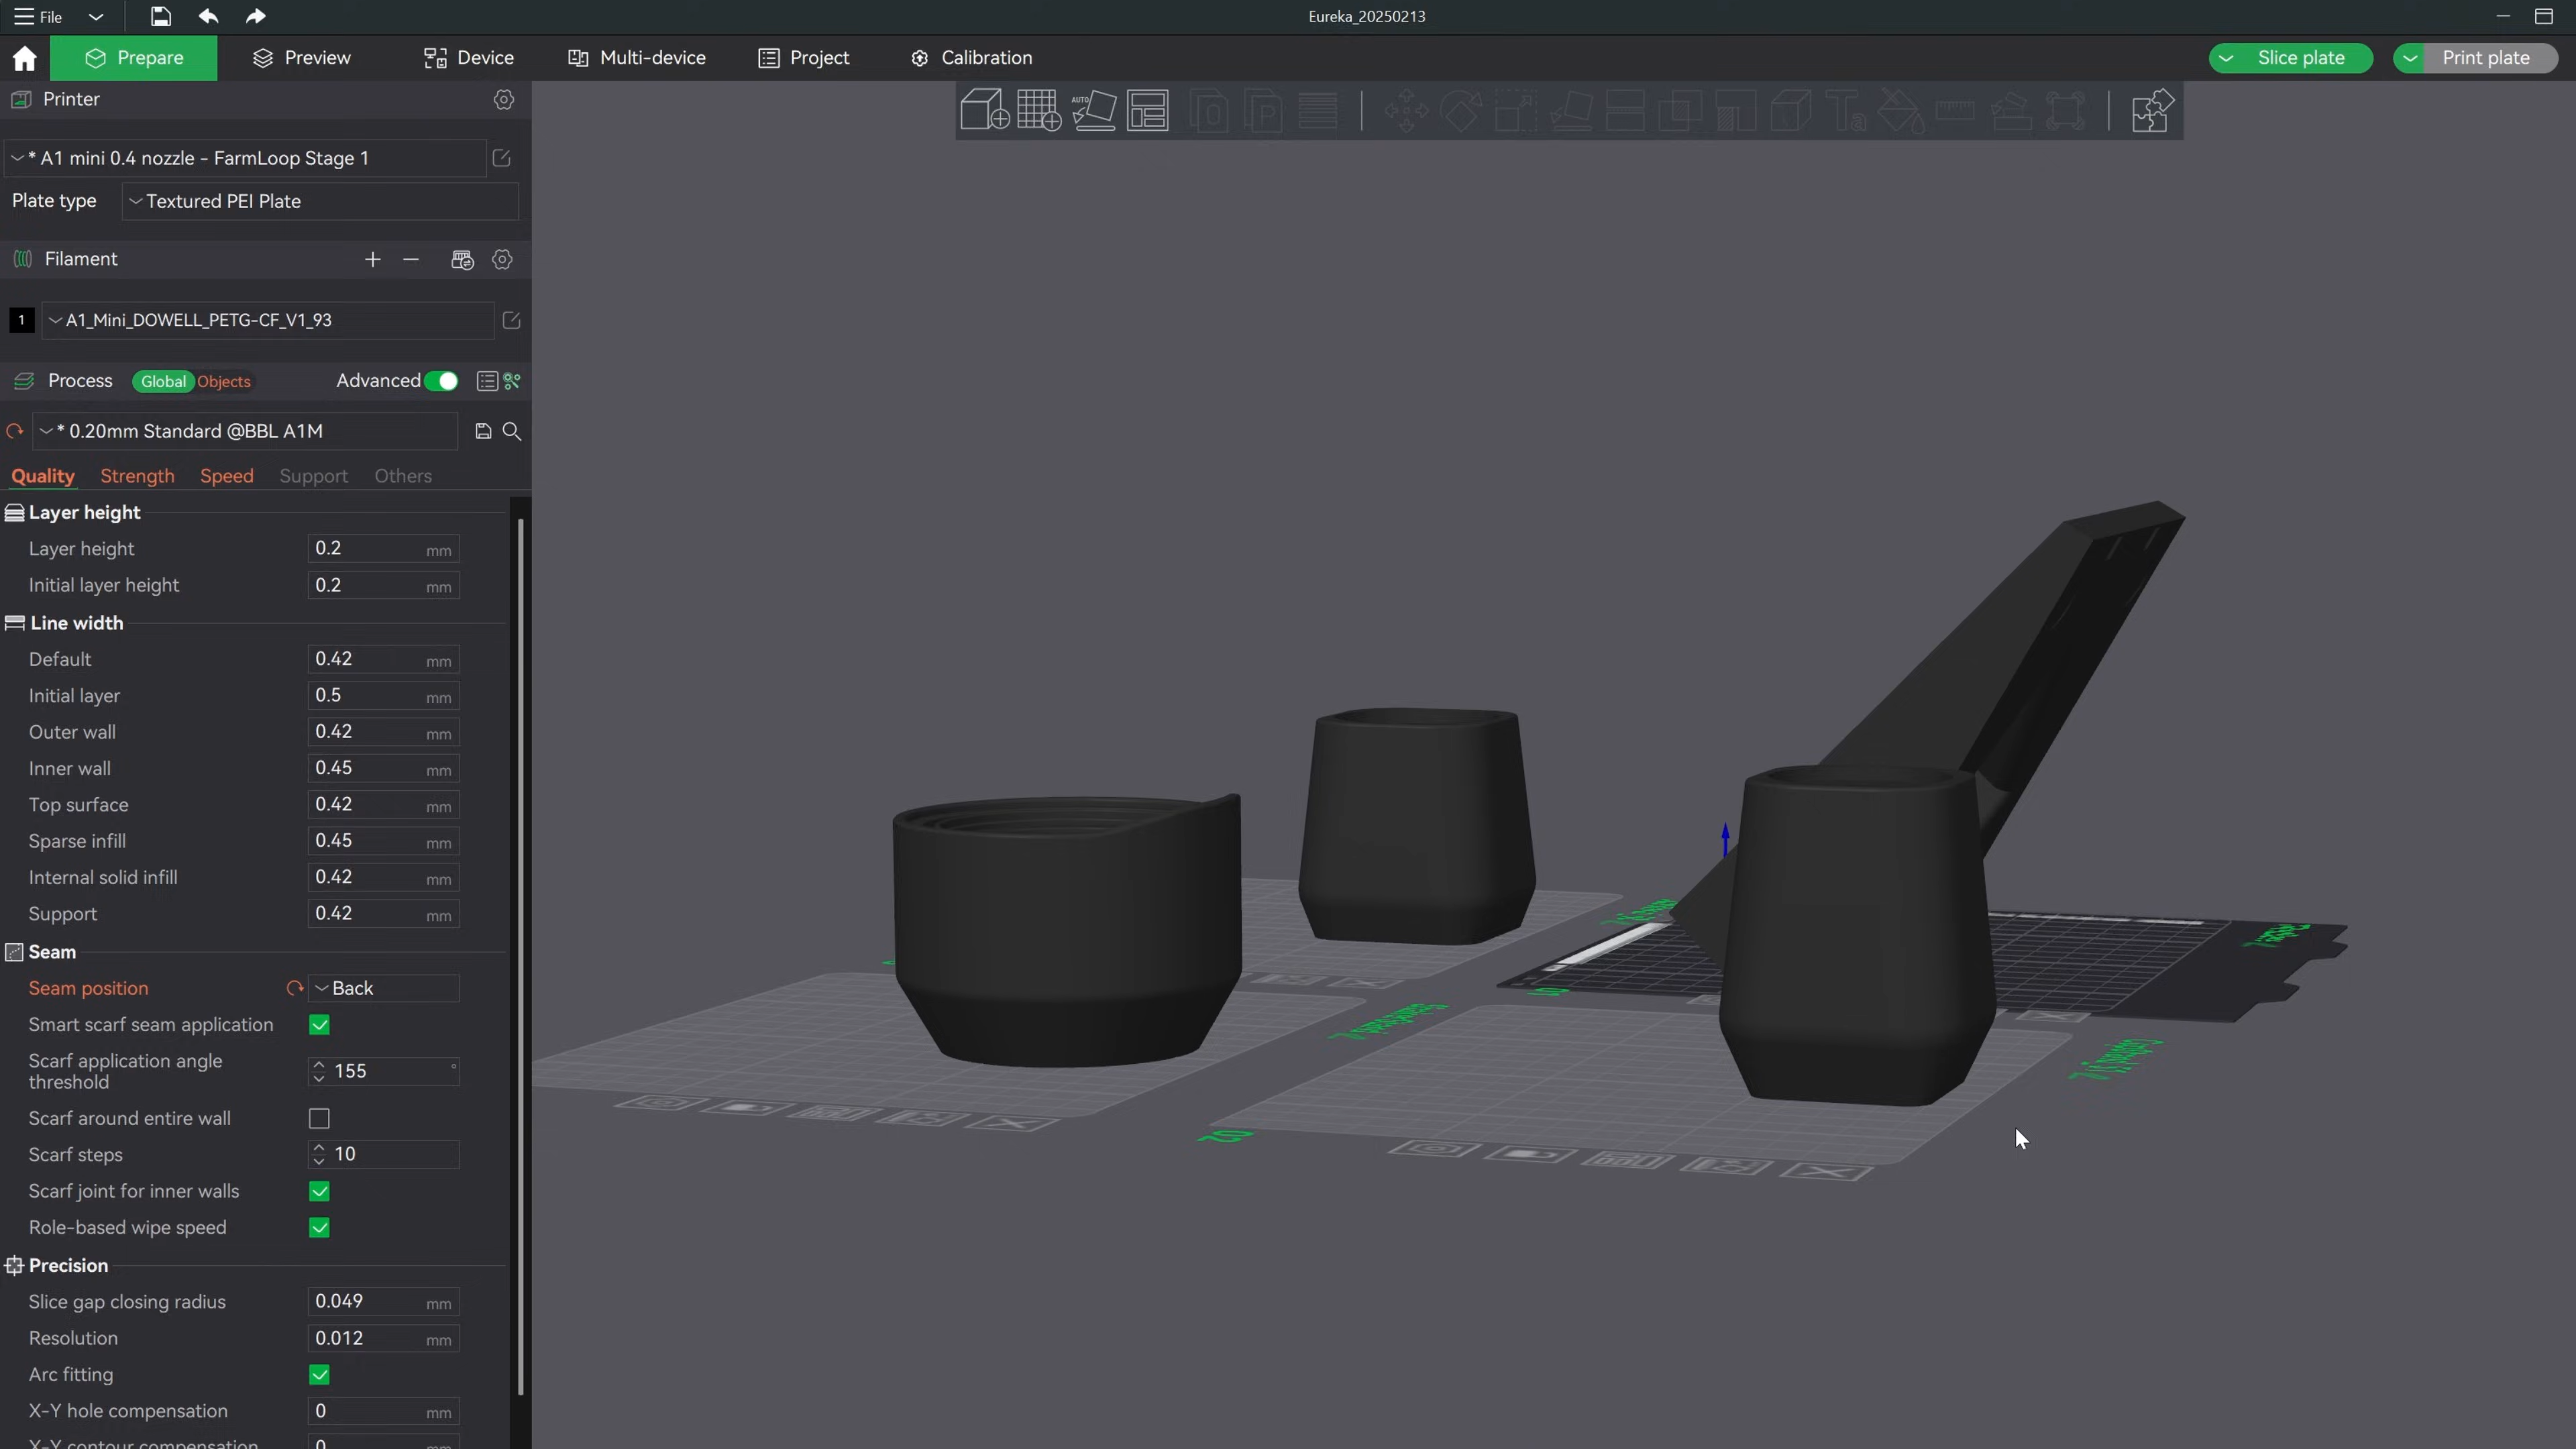 File
Eureka_20250213
Prepare
Preview
Device
Multi-device
Project
Calibration
Slice plate
Print plate
Printer
* A1 mini 0.4 nozzle - FarmLoop Stage 1
Plate type
Textured PEI Plate
Filament
1
A1_Mini_DOWELL_PETG-CF_V1_93
Process
Global
Objects
Advanced
* 0.20mm Standard @BBL A1M
Quality
Strength
Speed
Support
Others
Layer height
Layer height 0.2 mm
Initial layer height 0.2 mm
Line width
Default 0.42 mm
Initial layer 0.5 mm
Outer wall 0.42 mm
Inner wall 0.45 mm
Top surface 0.42 mm
Sparse infill 0.45 mm
Internal solid infill 0.42 mm
Support 0.42 mm
Seam
Seam position Back
Smart scarf seam application
Scarf application angle
threshold 155 °
Scarf around entire wall
Scarf steps 10
Scarf joint for inner walls
Role-based wipe speed
Precision
Slice gap closing radius 0.049 mm
Resolution 0.012 mm
Arc fitting
X-Y hole compensation 0 mm
X-Y contour compensation 0 mm
AUTO